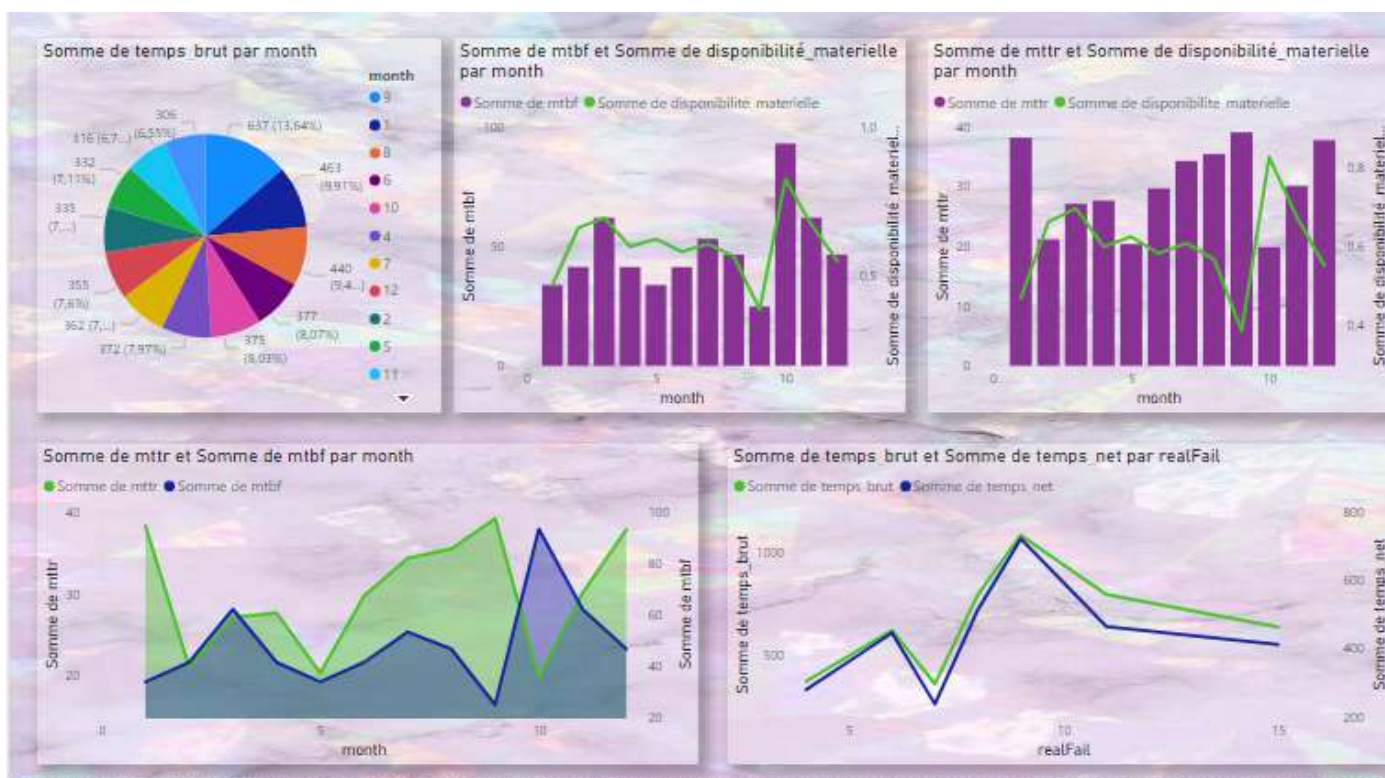 Somme de temps_brut par month
month
9
1
8
6
10
4
7
12
2
5
11
637 (13,64%)
463
(9,91%)
440
(9,4...)
377
(8,07%)
375
(8,03%)
372 (7,97%)
362 (7,...)
355
(7,6%)
335
(7,...)
332
(7,11%)
316 (6,7...)
306
(6,55%)
Somme de mtbf et Somme de disponibilité_materielle
par month
Somme de mtbf Somme de disponibilité_materielle
100
50
0
1,0
0,5
0
5
10
Somme de mtbf
Somme de disponibilité_materiel...
month
Somme de mttr et Somme de disponibilité_materielle
par month
Somme de mttr Somme de disponibilité_materielle
40
30
20
10
0
0,8
0,6
0,4
0
5
10
Somme de mttr
Somme de disponibilité_materiel...
month
Somme de mttr et Somme de mtbf par month
Somme de mttr Somme de mtbf
40
30
20
100
80
60
40
20
0
5
10
Somme de mttr
Somme de mtbf
month
Somme de temps_brut et Somme de temps_net par realFail
Somme de temps_brut Somme de temps_net
1000
500
800
600
400
200
5
10
15
Somme de temps_brut
Somme de temps_net
realFail